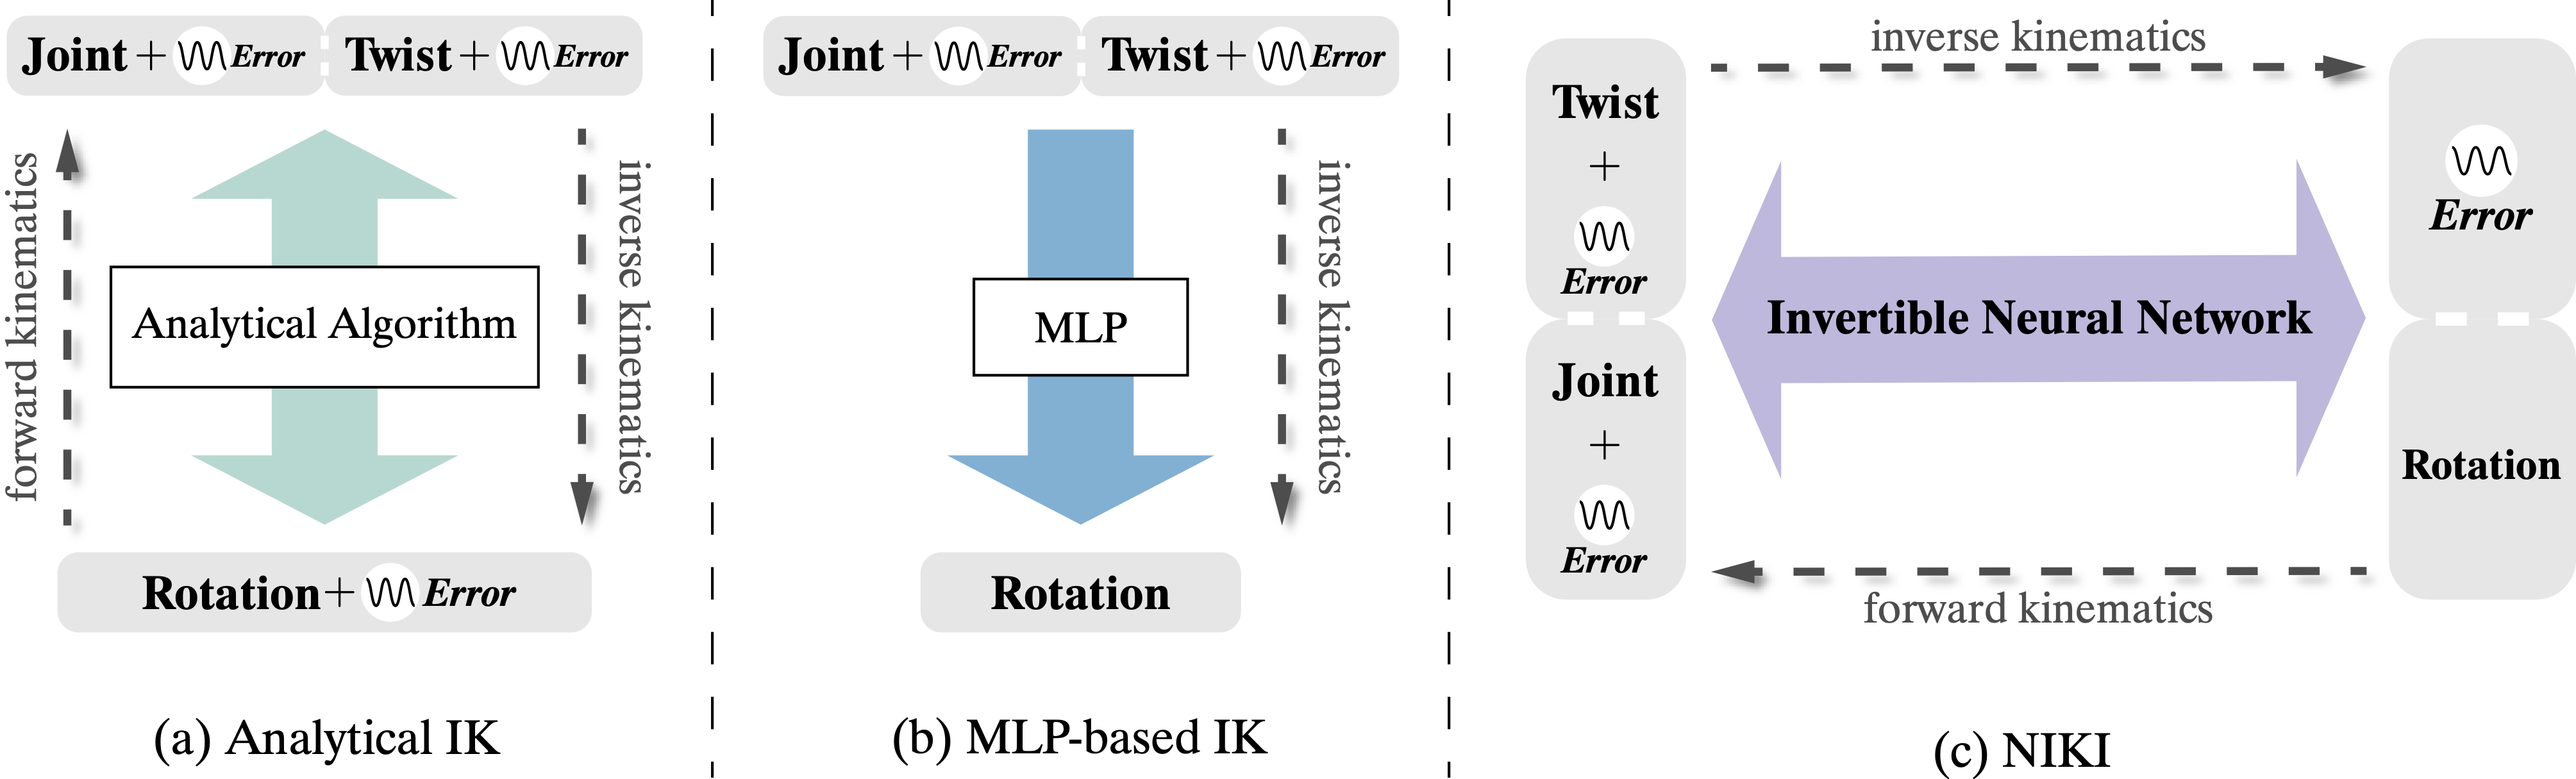 Joint + Error Twist + Error
forward kinematics
inverse kinematics
Analytical Algorithm
Rotation + Error
(a) Analytical IK
Joint + Error Twist + Error
inverse kinematics
MLP
Rotation
(b) MLP-based IK
inverse kinematics
Twist
+
Error
Joint
+
Error
Invertible Neural Network
Error
Rotation
forward kinematics
(c) NIKI